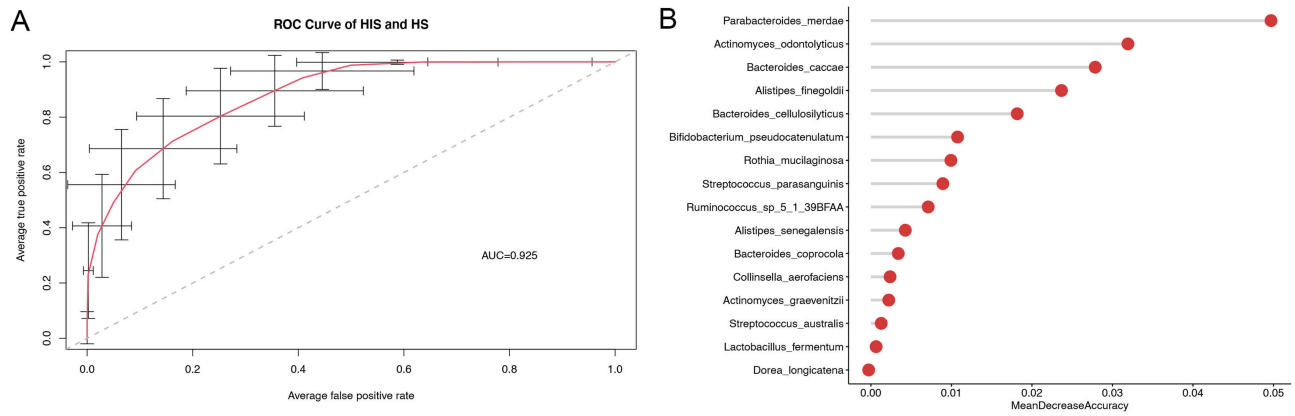 A
ROC Curve of HIS and HS
Average true positive rate
1.0
0.8
0.6
0.4
0.2
0.0
AUC=0.925
0.0 0.2 0.4 0.6 0.8 1.0
Average false positive rate
B
Parabacteroides_merdae
Actinomyces_odontolyticus
Bacteroides_caccae
Alistipes_finegoldii
Bacteroides_cellulosilyticus
Bifidobacterium_pseudocatenulatum
Rothia_mucilaginosa
Streptococcus_parasanguinis
Ruminococcus_sp_5_1_39BFAA
Alistipes_senegalensis
Bacteroides_coprocola
Collinsella_aerofaciens
Actinomyces_graevenitzii
Streptococcus_australis
Lactobacillus_fermentum
Dorea_longicatena
0.00 0.01 0.02 0.03 0.04 0.05
MeanDecreaseAccuracy